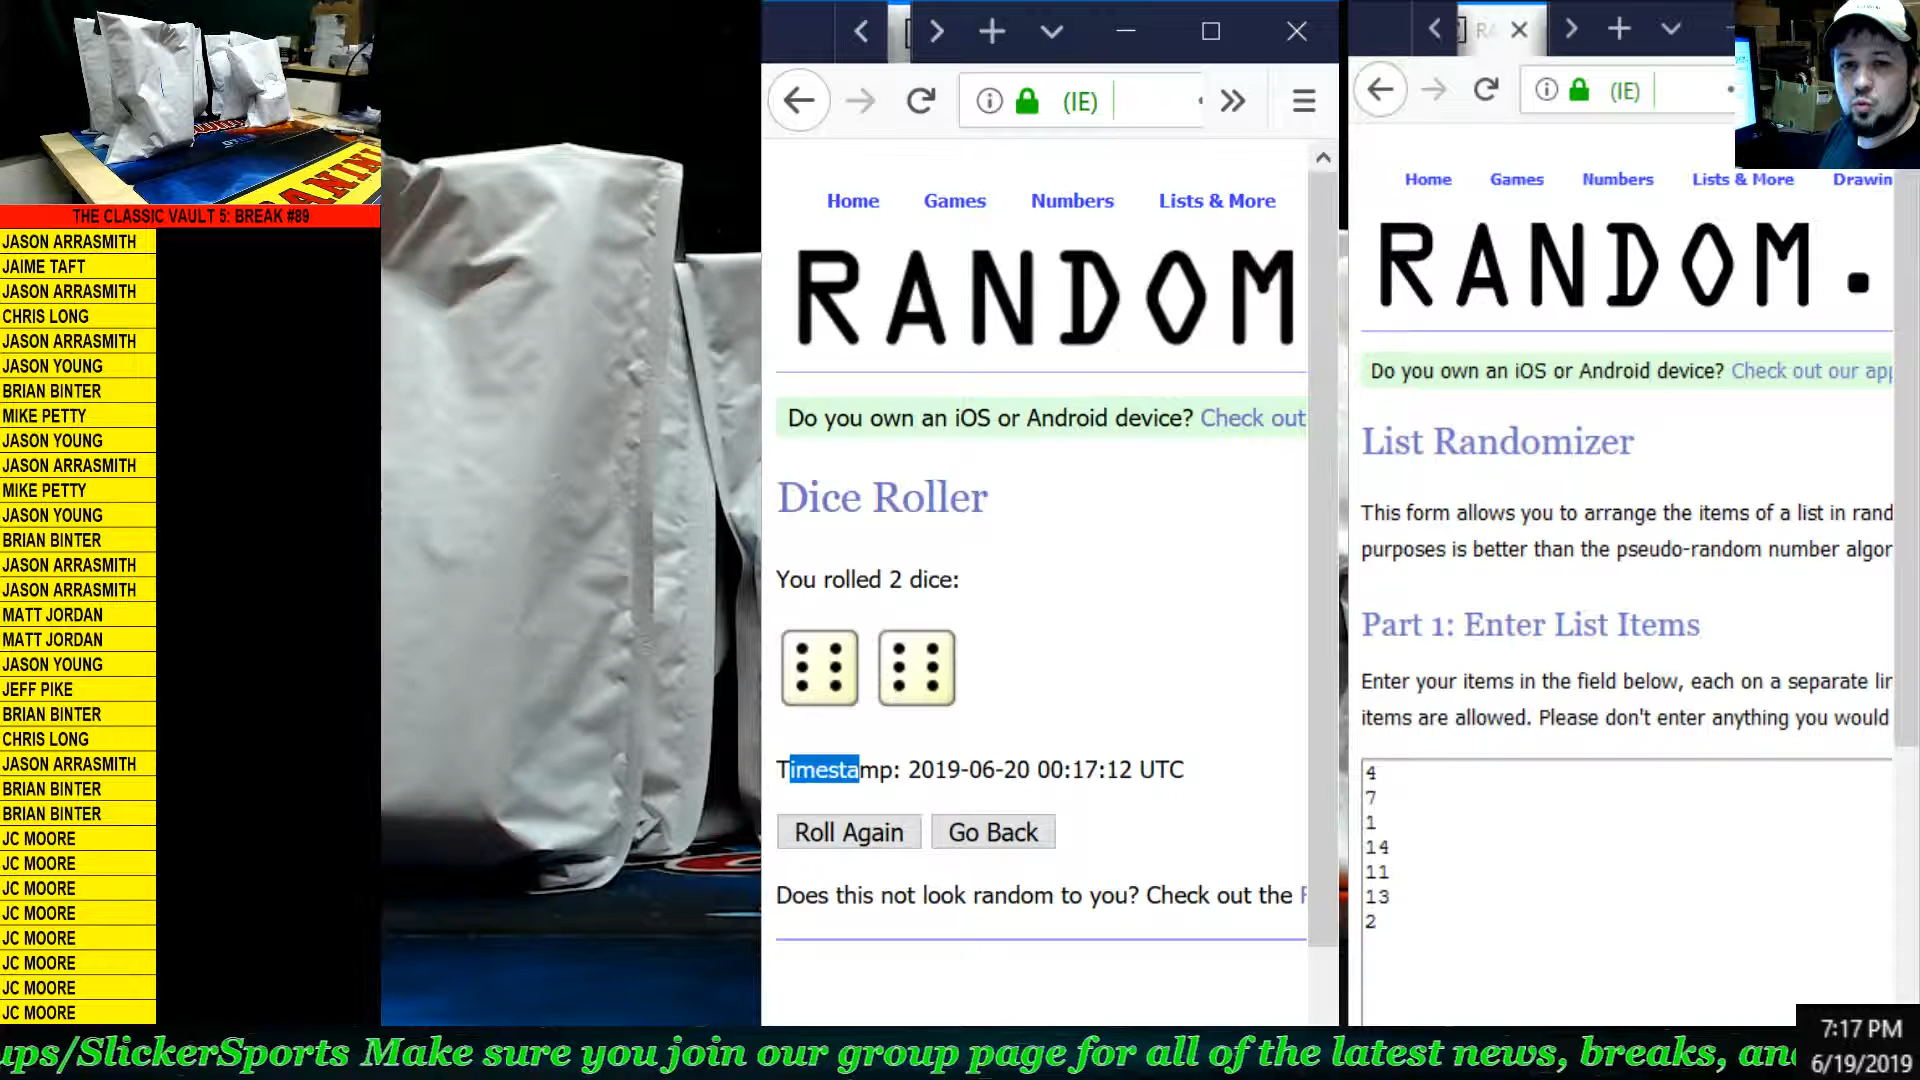 THE CLASSIC VAULT 5: BREAK #89
JASON ARRASMITH
JAIME TAFT
JASON ARRASMITH
CHRIS LONG
JASON ARRASMITH
JASON YOUNG
BRIAN BINTER
MIKE PETTY
JASON YOUNG
JASON ARRASMITH
MIKE PETTY
JASON YOUNG
BRIAN BINTER
JASON ARRASMITH
JASON ARRASMITH
MATT JORDAN
MATT JORDAN
JASON YOUNG
JEFF PIKE
BRIAN BINTER
CHRIS LONG
JASON ARRASMITH
BRIAN BINTER
BRIAN BINTER
JC MOORE
JC MOORE
JC MOORE
JC MOORE
JC MOORE
JC MOORE
JC MOORE
JC MOORE
(IE)
Home Games Numbers Lists & More
RANDOM
Do you own an iOS or Android device? Check out
Dice Roller
You rolled 2 dice:
Timestamp: 2019-06-20 00:17:12 UTC
Roll Again Go Back
Does this not look random to you? Check out the
(IE)
Home Games Numbers Lists & More Drawin
RANDOM.
Do you own an iOS or Android device? Check out our app
List Randomizer
This form allows you to arrange the items of a list in rand
purposes is better than the pseudo-random number algor
Part 1: Enter List Items
Enter your items in the field below, each on a separate lin
items are allowed. Please don't enter anything you would
4
7
1
14
11
13
2
ups/SlickerSports Make sure you join our group page for all of the latest news, breaks, an
7:17 PM
6/19/2019